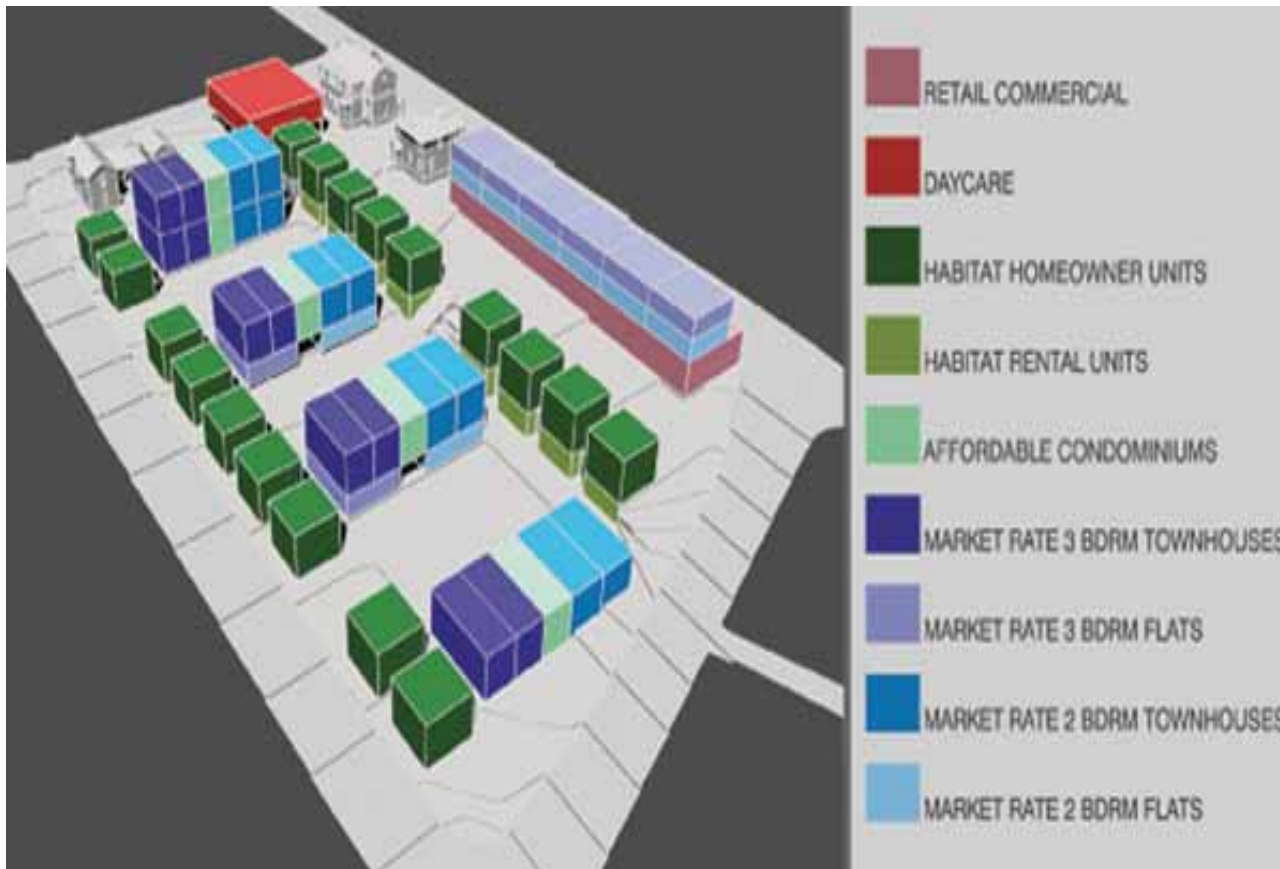 RETAIL COMMERCIAL
DAYCARE
HABITAT HOMEOWNER UNITS
HABITAT RENTAL UNITS
AFFORDABLE CONDOMINIUMS
MARKET RATE 3 BDRM TOWNHOUSES
MARKET RATE 3 BDRM FLATS
MARKET RATE 2 BDRM TOWNHOUSES
MARKET RATE 2 BDRM FLATS